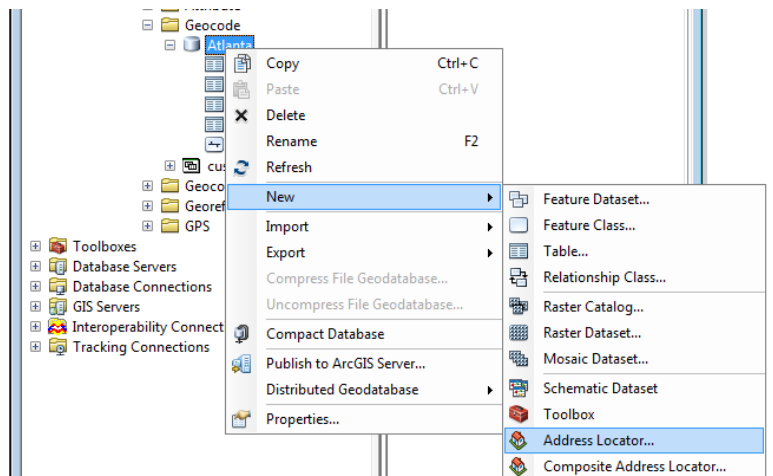 Geocode
Atlanta
Copy Ctrl+C
Paste Ctrl+V
Delete
Rename F2
Refresh
New
Import
Export
Compress File Geodatabase...
Uncompress File Geodatabase...
Compact Database
Publish to ArcGIS Server...
Distributed Geodatabase
Properties...
cus
Geoco
Georef
GPS
Toolboxes
Database Servers
Database Connections
GIS Servers
Interoperability Connect
Tracking Connections
Feature Dataset...
Feature Class...
Table...
Relationship Class...
Raster Catalog...
Raster Dataset...
Mosaic Dataset...
Schematic Dataset
Toolbox
Address Locator...
Composite Address Locator...